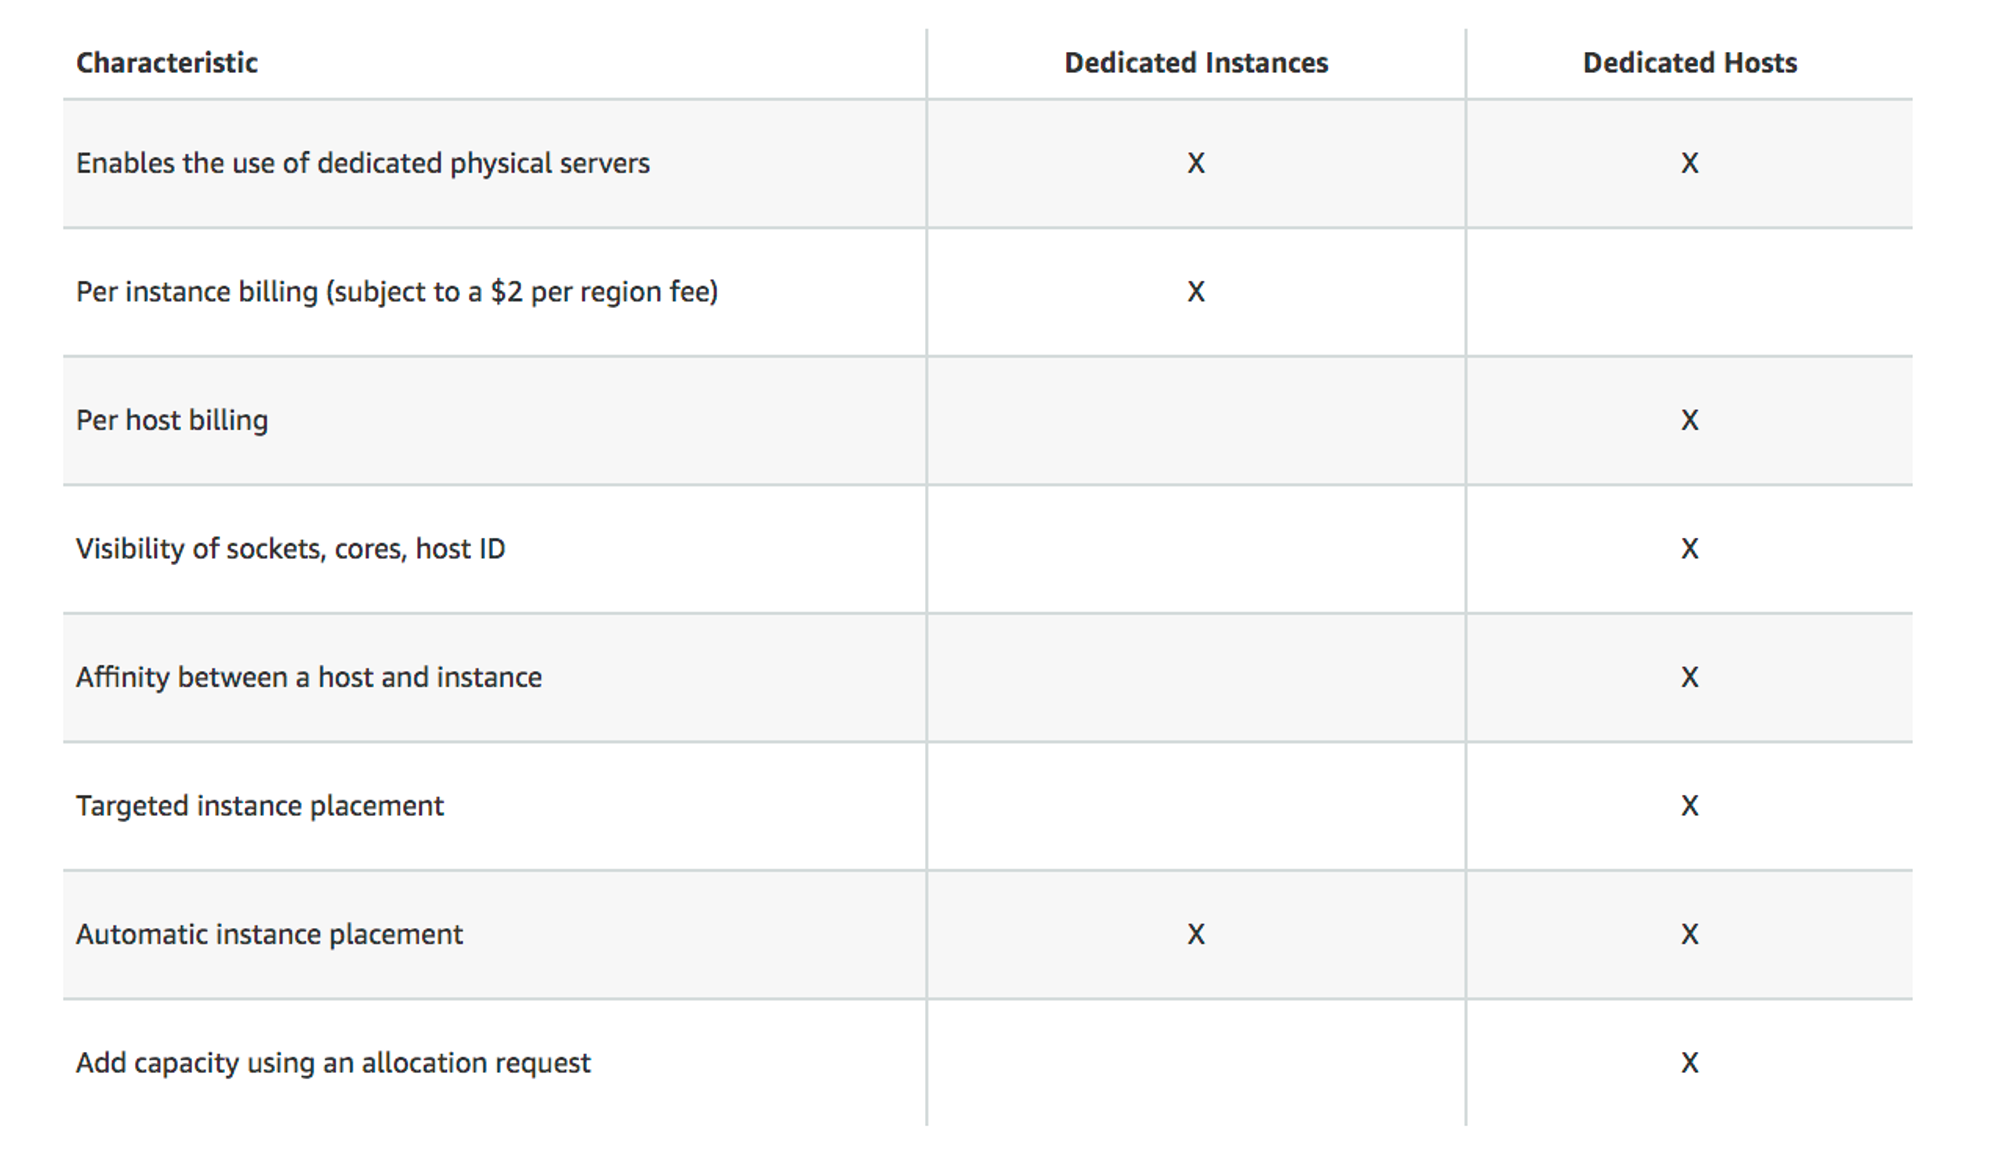 Characteristic Dedicated Instances Dedicated Hosts
Enables the use of dedicated physical servers X X
Per instance billing (subject to a $2 per region fee) X
Per host billing X
Visibility of sockets, cores, host ID X
Affinity between a host and instance X
Targeted instance placement X
Automatic instance placement X X
Add capacity using an allocation request X